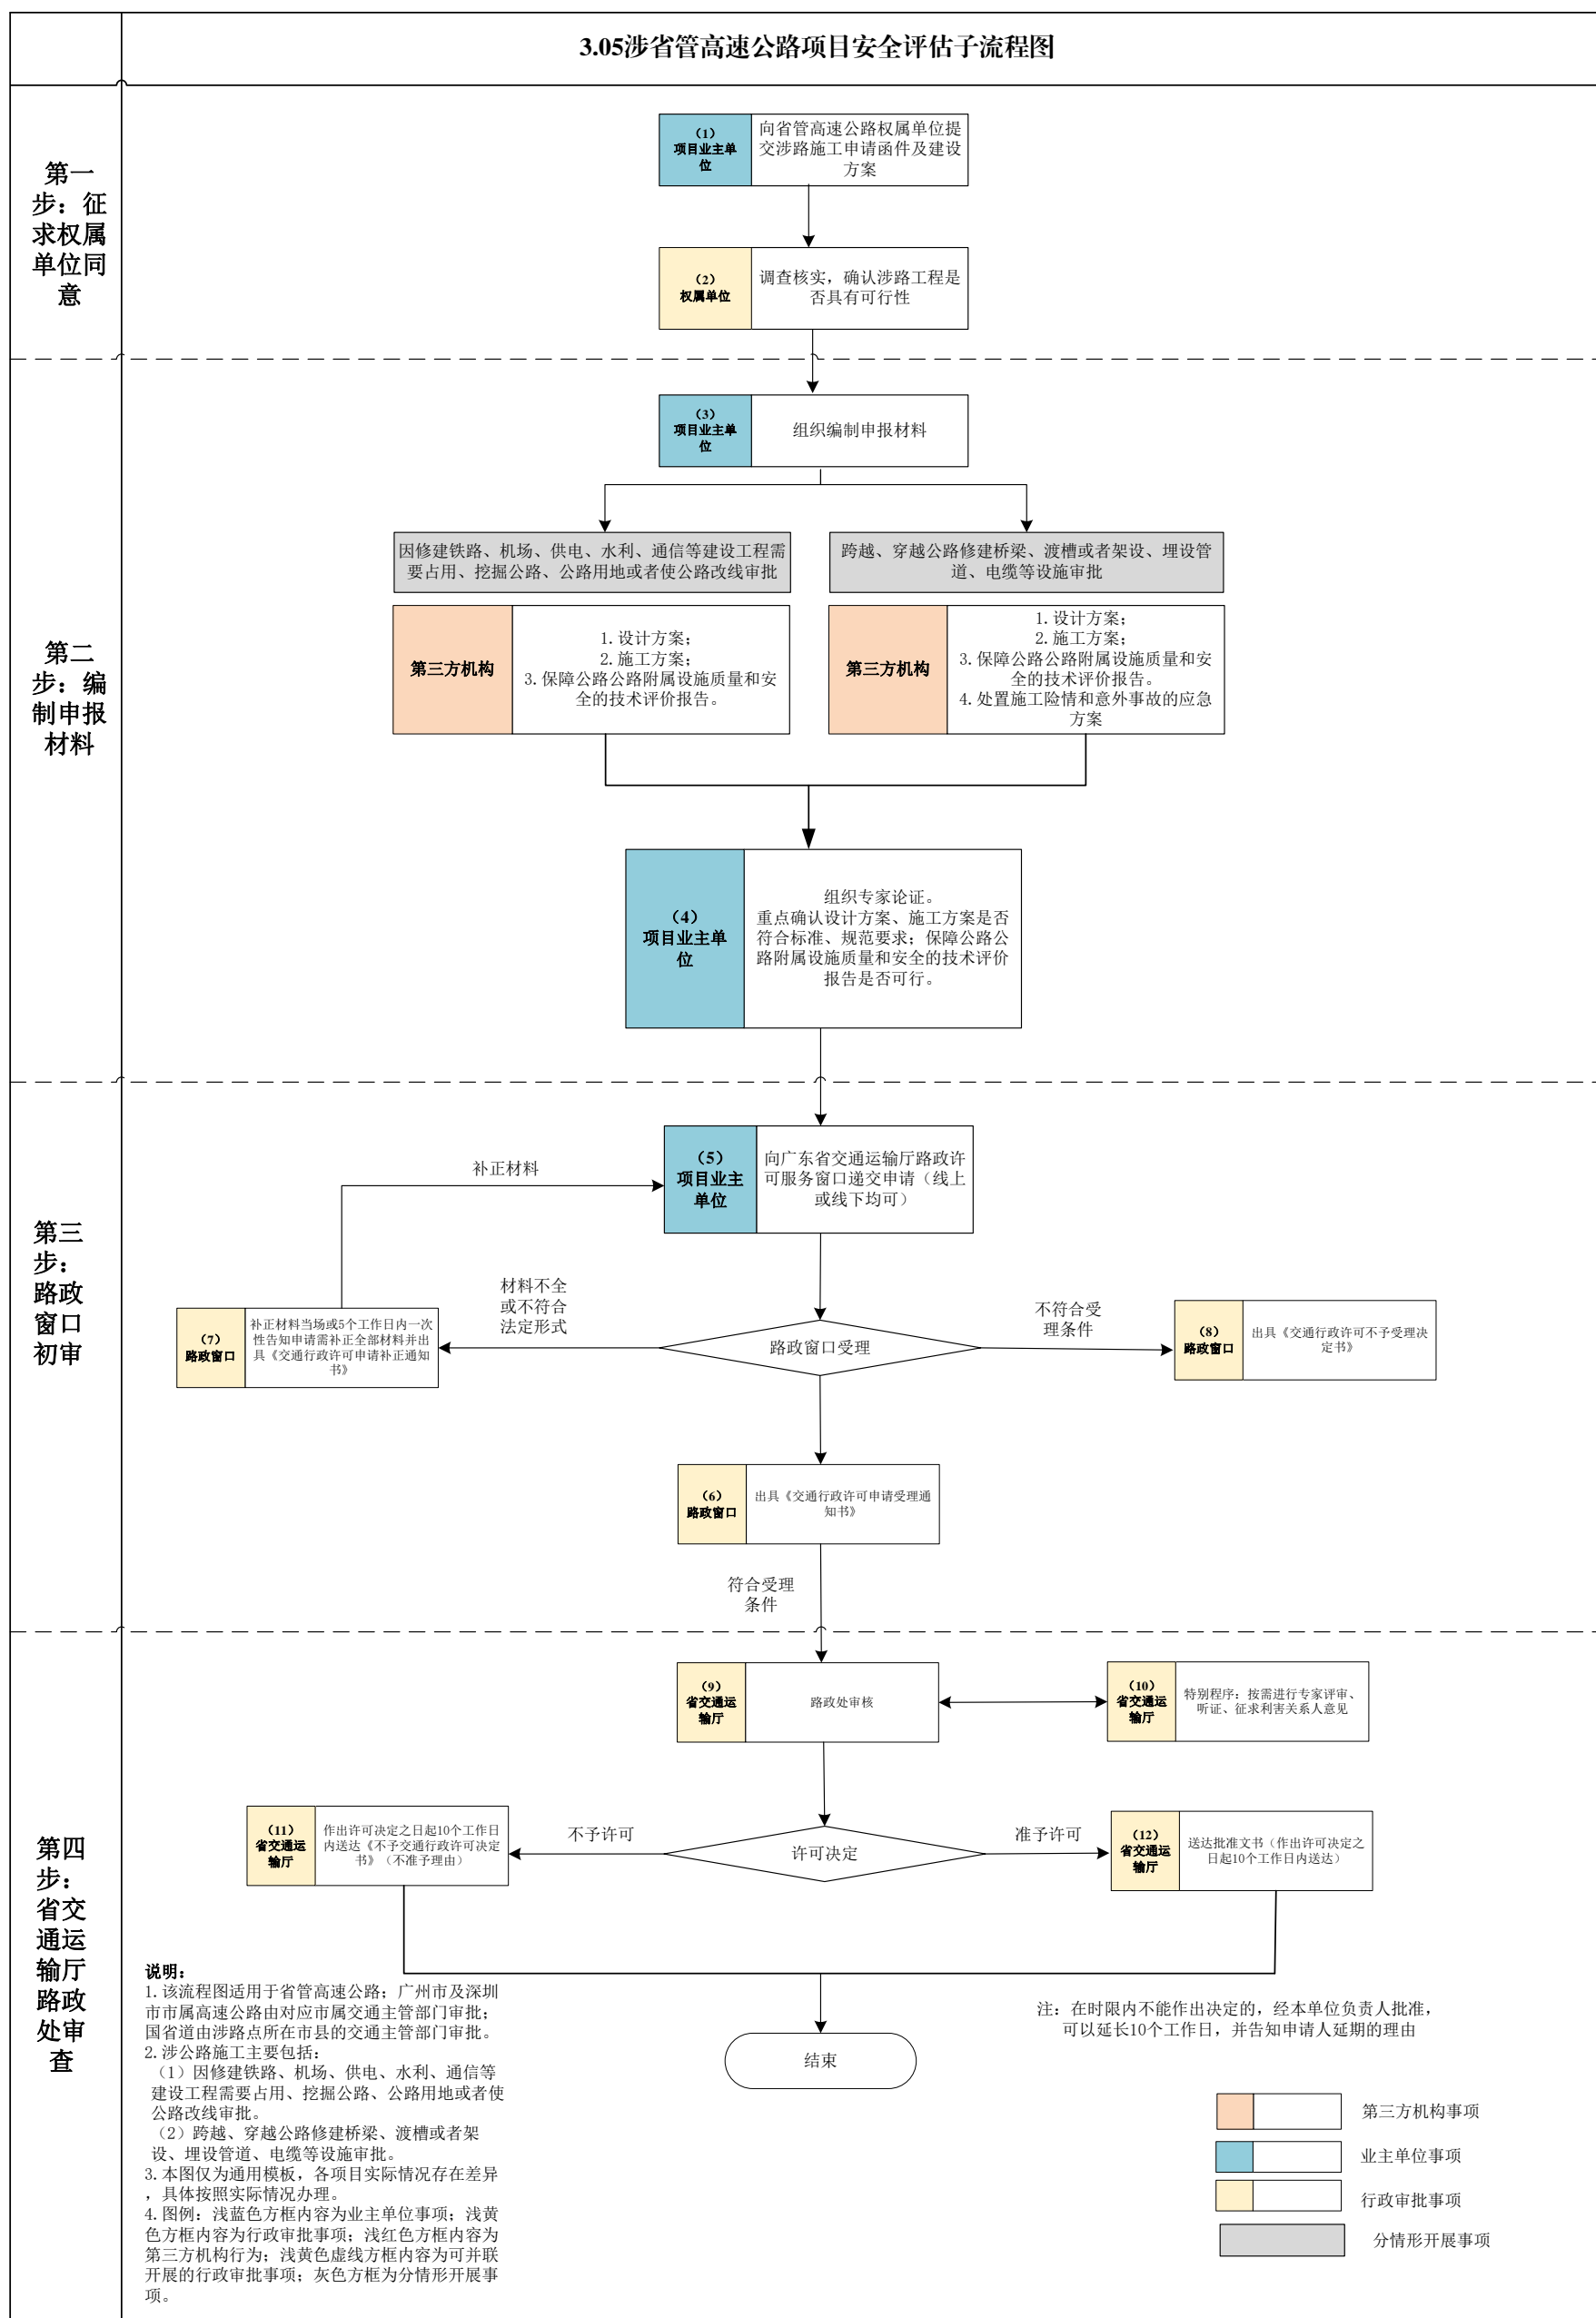 3.05涉省管高速公路项目安全评估子流程图
第一
步：征
求权属
单位同
意
（1）
项目业主单
位
向省管高速公路权属单位提
交涉路施工申请函件及建设
方案
（2）
权属单位
调查核实，确认涉路工程是
否具有可行性
第二
步：编
制申报
材料
（3）
项目业主单
位
组织编制申报材料
因修建铁路、机场、供电、水利、通信等建设工程需
要占用、挖掘公路、公路用地或者使公路改线审批
跨越、穿越公路修建桥梁、渡槽或者架设、埋设管
道、电缆等设施审批
第三方机构
1.设计方案；
2.施工方案；
3.保障公路公路附属设施质量和安
全的技术评价报告。
第三方机构
1.设计方案；
2.施工方案；
3.保障公路公路附属设施质量和安
全的技术评价报告。
4.处置施工险情和意外事故的应急
方案
（4）
项目业主单
位
组织专家论证。
重点确认设计方案、施工方案是否
符合标准、规范要求；保障公路公
路附属设施质量和安全的技术评价
报告是否可行。
第三
步：
路政
窗口
初审
（5）
项目业主
单位
向广东省交通运输厅路政许
可服务窗口递交申请（线上
或线下均可）
补正材料
材料不全
或不符合
法定形式
不符合受
理条件
（7）
路政窗口
补正材料当场或5个工作日内一次
性告知申请需补正全部材料并出
具《交通行政许可申请补正通知
书》
路政窗口受理
（8）
路政窗口
出具《交通行政许可不予受理决
定书》
（6）
路政窗口
出具《交通行政许可申请受理通
知书》
符合受理
条件
第四
步：
省交
通运
输厅
路政
处审
查
（9）
省交通运
输厅
路政处审核
（10）
省交通运
输厅
特别程序：按需进行专家评审、
听证、征求利害关系人意见
（11）
省交通运
输厅
作出许可决定之日起10个工作日
内送达《不予交通行政许可决定
书》（不准予理由）
不予许可
许可决定
准予许可
（12）
省交通运
输厅
送达批准文书（作出许可决定之
日起10个工作日内送达）
结束
注：在时限内不能作出决定的，经本单位负责人批准，
可以延长10个工作日，并告知申请人延期的理由
说明：
1.该流程图适用于省管高速公路；广州市及深圳
市市属高速公路由对应市属交通主管部门审批；
国省道由涉路点所在市县的交通主管部门审批。
2.涉公路施工主要包括：
（1）因修建铁路、机场、供电、水利、通信等
建设工程需要占用、挖掘公路、公路用地或者使
公路改线审批。
（2）跨越、穿越公路修建桥梁、渡槽或者架
设、埋设管道、电缆等设施审批。
3.本图仅为通用模板，各项目实际情况存在差异
，具体按照实际情况办理。
4.图例：浅蓝色方框内容为业主单位事项；浅黄
色方框内容为行政审批事项；浅红色方框内容为
第三方机构行为；浅黄色虚线方框内容为可并联
开展的行政审批事项；灰色方框为分情形开展事
项。
第三方机构事项
业主单位事项
行政审批事项
分情形开展事项